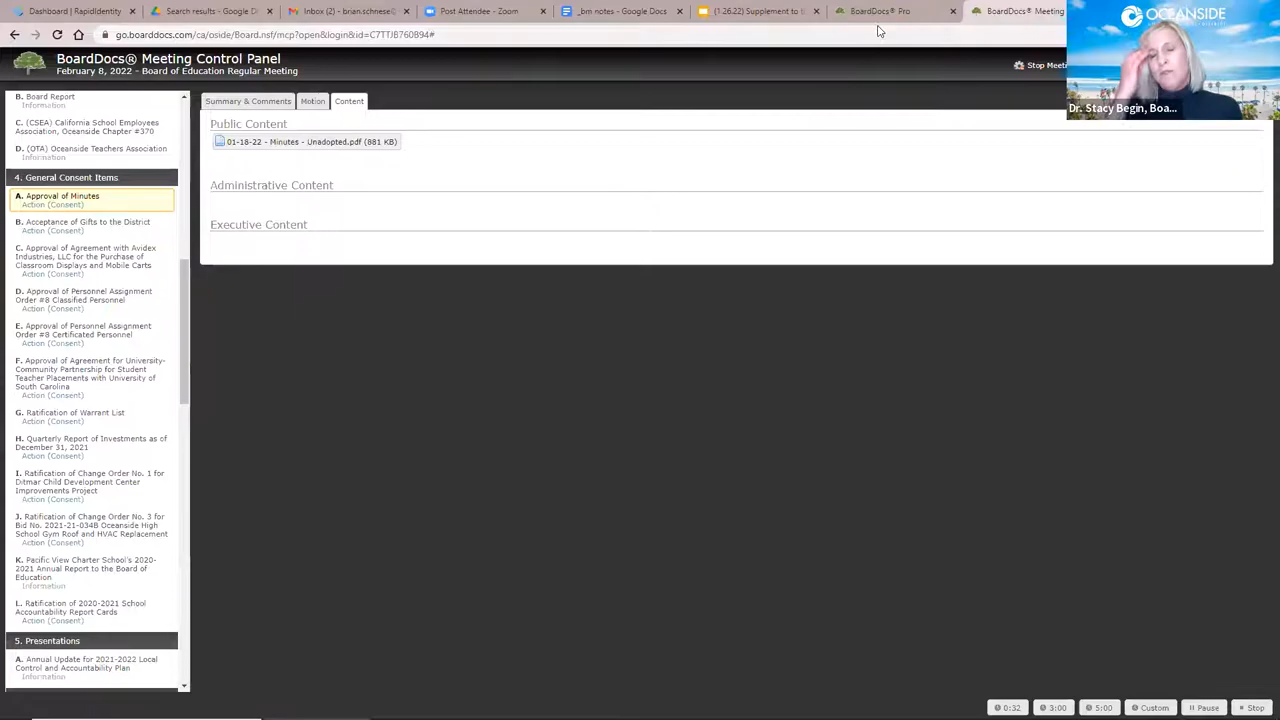 Dashboard | RapidIdentity
Search results - Google D
Inbox (2) - brian.schnese
Post Attendee - Zoom
_bm notes - Google Docs
(1.26.22) Supplement to t
BoardDocs® Pro
BoardDocs® Meeting
go.boarddocs.com/ca/oside/Board.nsf/mcp?open&login&id=C7TTJB760894#
BoardDocs® Meeting Control Panel
February 8, 2022 - Board of Education Regular Meeting
Stop Meeti
OCEANSIDE
Dr. Stacy Begin, Boa...
B. Board Report
Information
C. (CSEA) California School Employees
Association, Oceanside Chapter #370
D. (OTA) Oceanside Teachers Association
Information
4. General Consent Items
A. Approval of Minutes
Action (Consent)
B. Acceptance of Gifts to the District
Action (Consent)
C. Approval of Agreement with Avidex
Industries, LLC for the Purchase of
Classroom Displays and Mobile Carts
Action (Consent)
D. Approval of Personnel Assignment
Order #8 Classified Personnel
Action (Consent)
E. Approval of Personnel Assignment
Order #8 Certificated Personnel
Action (Consent)
F. Approval of Agreement for University-
Community Partnership for Student
Teacher Placements with University of
South Carolina
Action (Consent)
G. Ratification of Warrant List
Action (Consent)
H. Quarterly Report of Investments as of
December 31, 2021
Action (Consent)
I. Ratification of Change Order No. 1 for
Ditmar Child Development Center
Improvements Project
Action (Consent)
J. Ratification of Change Order No. 3 for
Bid No. 2021-21-034B Oceanside High
School Gym Roof and HVAC Replacement
Action (Consent)
K. Pacific View Charter School's 2020-
2021 Annual Report to the Board of
Education
Information
L. Ratification of 2020-2021 School
Accountability Report Cards
Action (Consent)
5. Presentations
A. Annual Update for 2021-2022 Local
Control and Accountability Plan
Information
Summary & Comments
Motion
Content
Public Content
01-18-22 - Minutes - Unadopted.pdf (881 KB)
Administrative Content
Executive Content
0:32
3:00
5:00
Custom
Pause
Stop